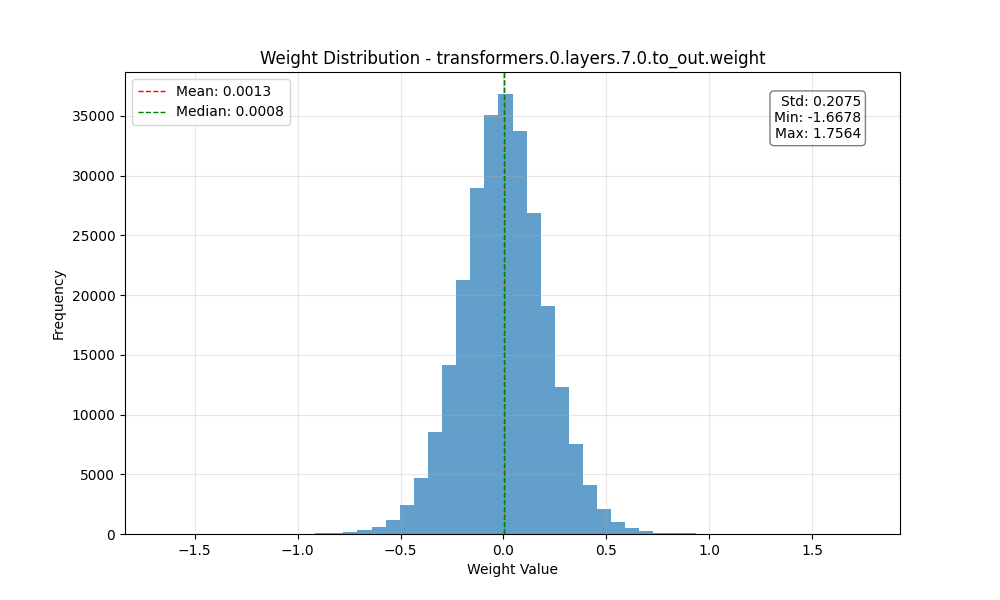 Weight Distribution - transformers.0.layers.7.0.to_out.weight
Mean: 0.0013
Median: 0.0008
Std: 0.2075
Min: -1.6678
Max: 1.7564
Frequency
35000
30000
25000
20000
15000
10000
5000
0
−1.5 −1.0 −0.5 0.0 0.5 1.0 1.5
Weight Value